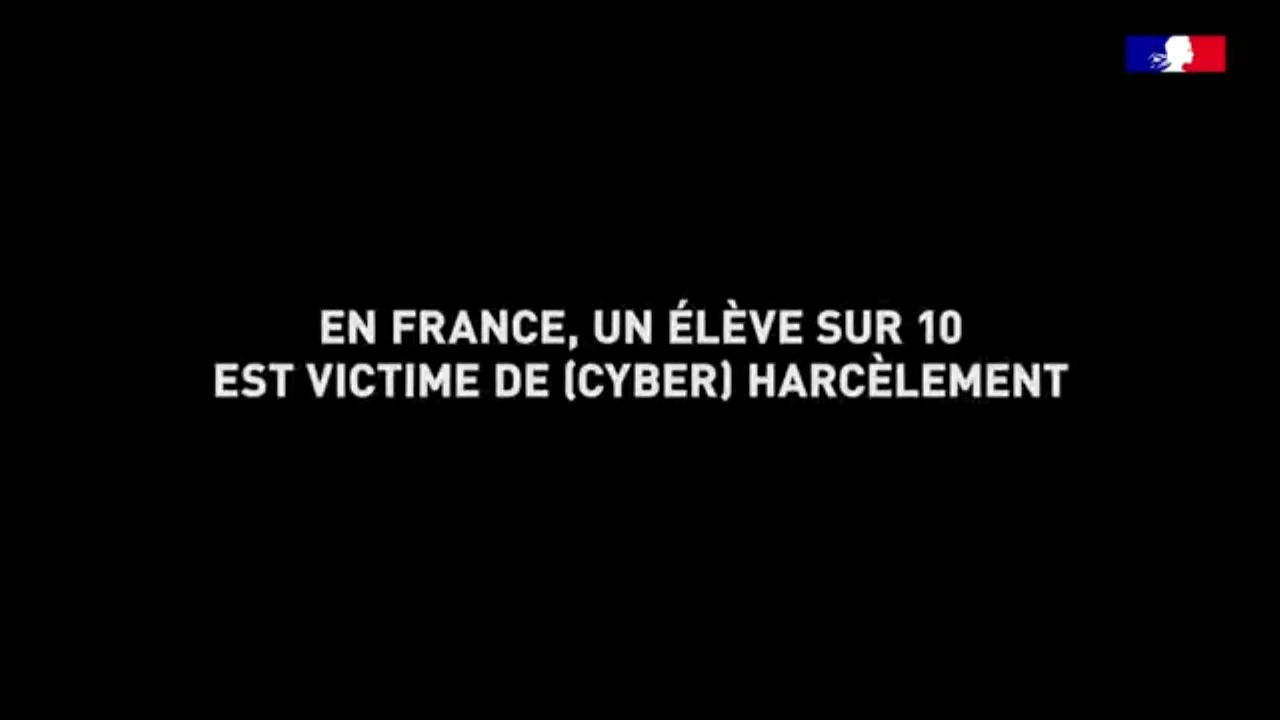 EN FRANCE, UN ÉLÈVE SUR 10
EST VICTIME DE (CYBER) HARCÈLEMENT